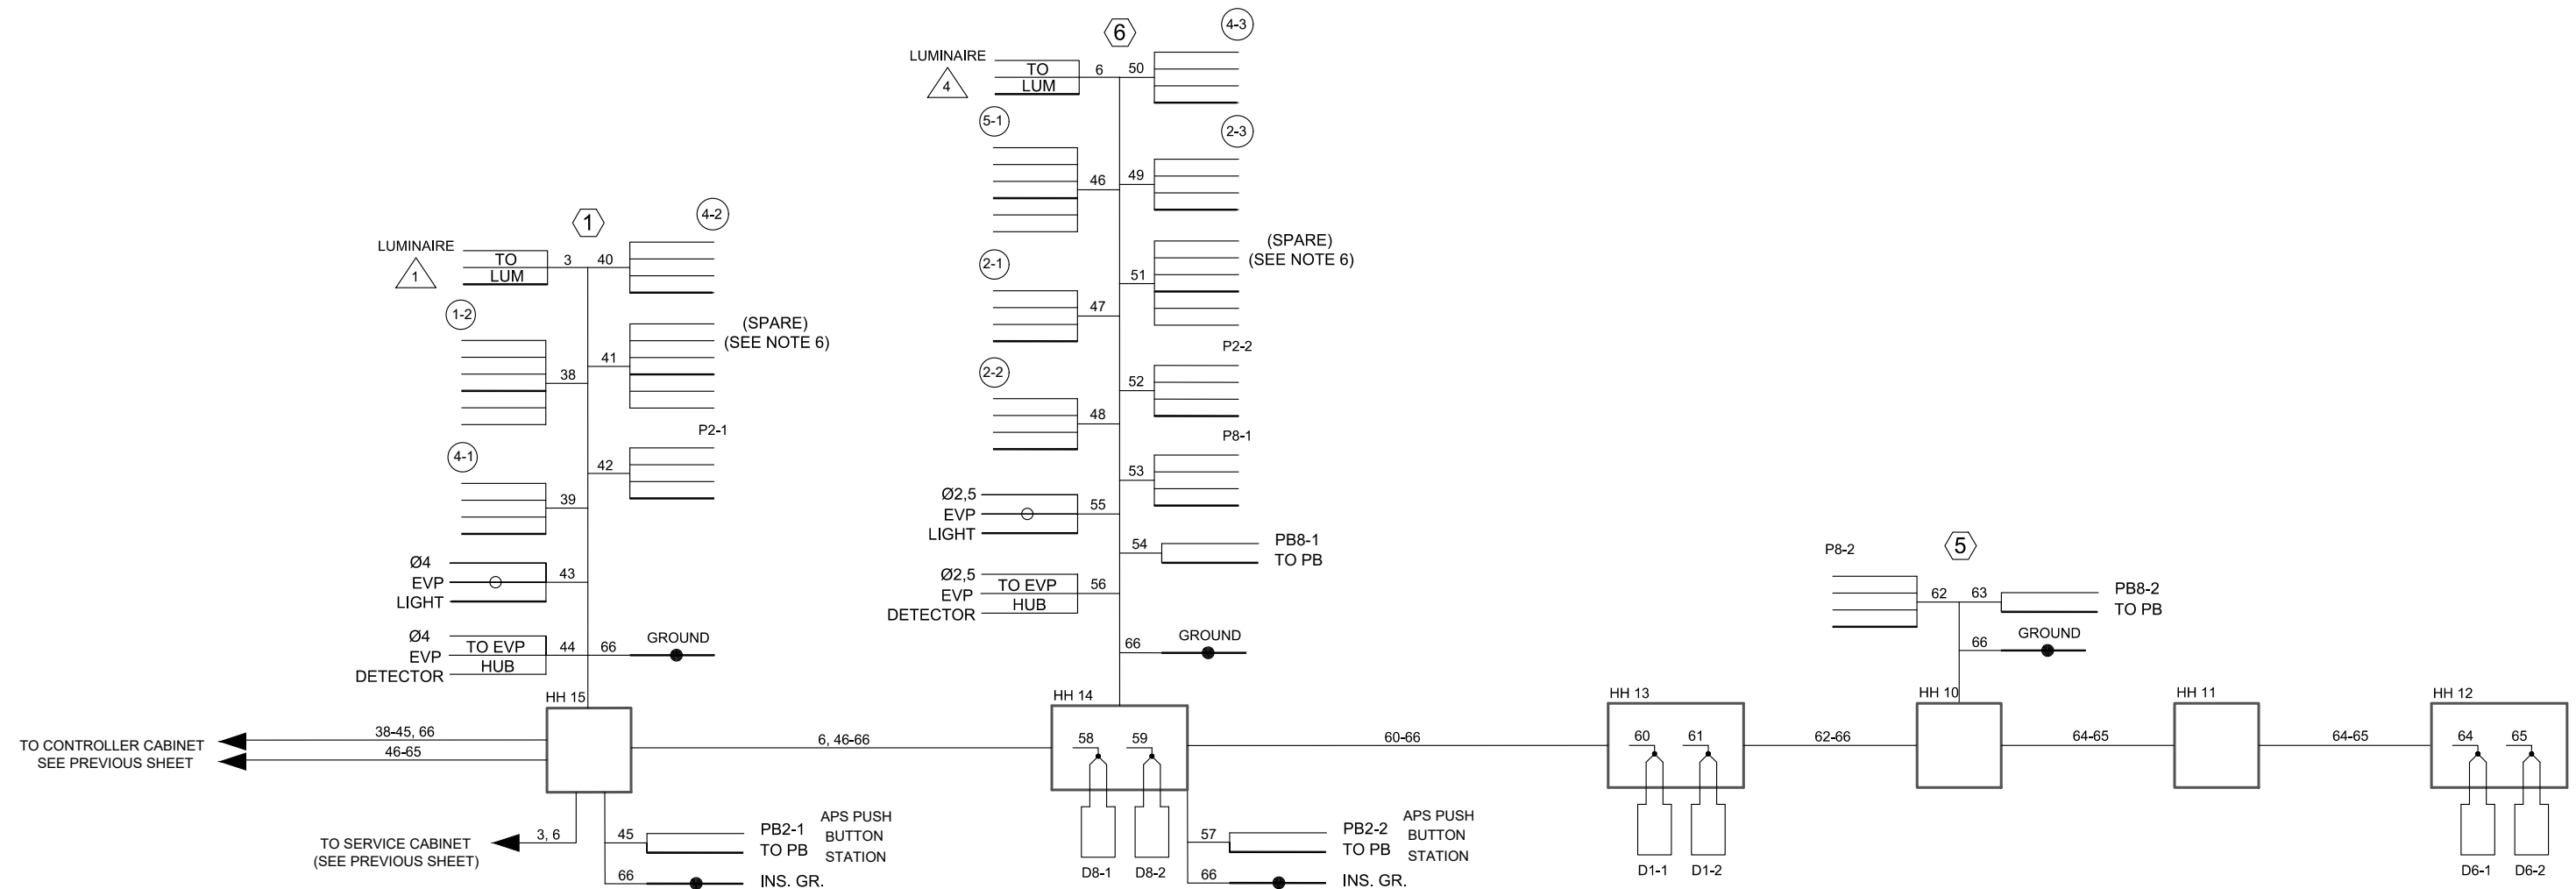 4-3
6
LUMINAIRE
TO
LUM
4
6
50
5-1
2-3
46
49
4-2
1
LUMINAIRE
TO
LUM
1
3
40
(SPARE)
(SEE NOTE 6)
2-1
51
47
1-2
(SPARE)
(SEE NOTE 6)
41
38
P2-2
2-2
52
48
P2-1
P8-1
4-1
42
53
39
Ø2,5
EVP
LIGHT
55
54
PB8-1
TO PB
Ø4
EVP
LIGHT
43
Ø2,5
EVP
DETECTOR
TO EVP
HUB
56
P8-2
5
62
63
PB8-2
TO PB
Ø4
EVP
DETECTOR
TO EVP
HUB
44
66
GROUND
66
GROUND
66
GROUND
HH 15
HH 14
HH 13
HH 10
HH 11
HH 12
TO CONTROLLER CABINET
SEE PREVIOUS SHEET
38-45, 66
46-65
6, 46-66
58
59
60-66
60
61
62-66
64-65
64-65
64
65
TO SERVICE CABINET
(SEE PREVIOUS SHEET)
3, 6
45
PB2-1
TO PB
APS PUSH
BUTTON
STATION
66
INS. GR.
D8-1
D8-2
57
PB2-2
TO PB
APS PUSH
BUTTON
STATION
66
INS. GR.
D1-1
D1-2
D6-1
D6-2